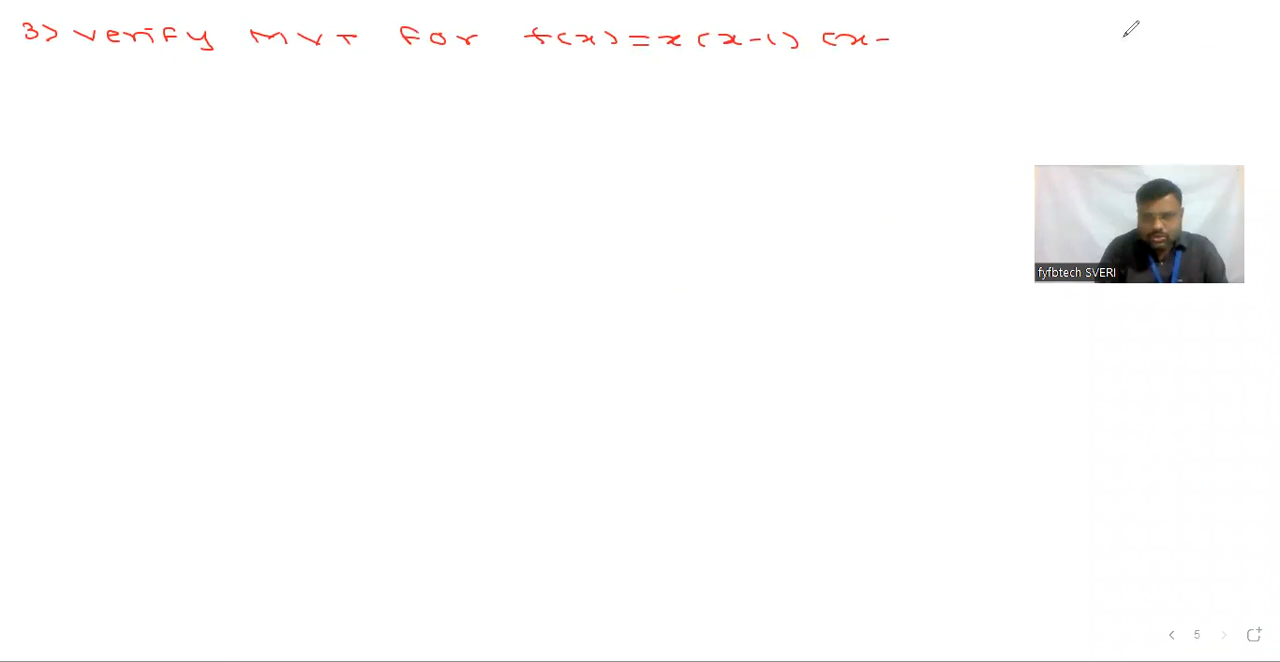 3) Verify MVT For f(x) = x(x-1) (x-
fyfbtech SVERI
5